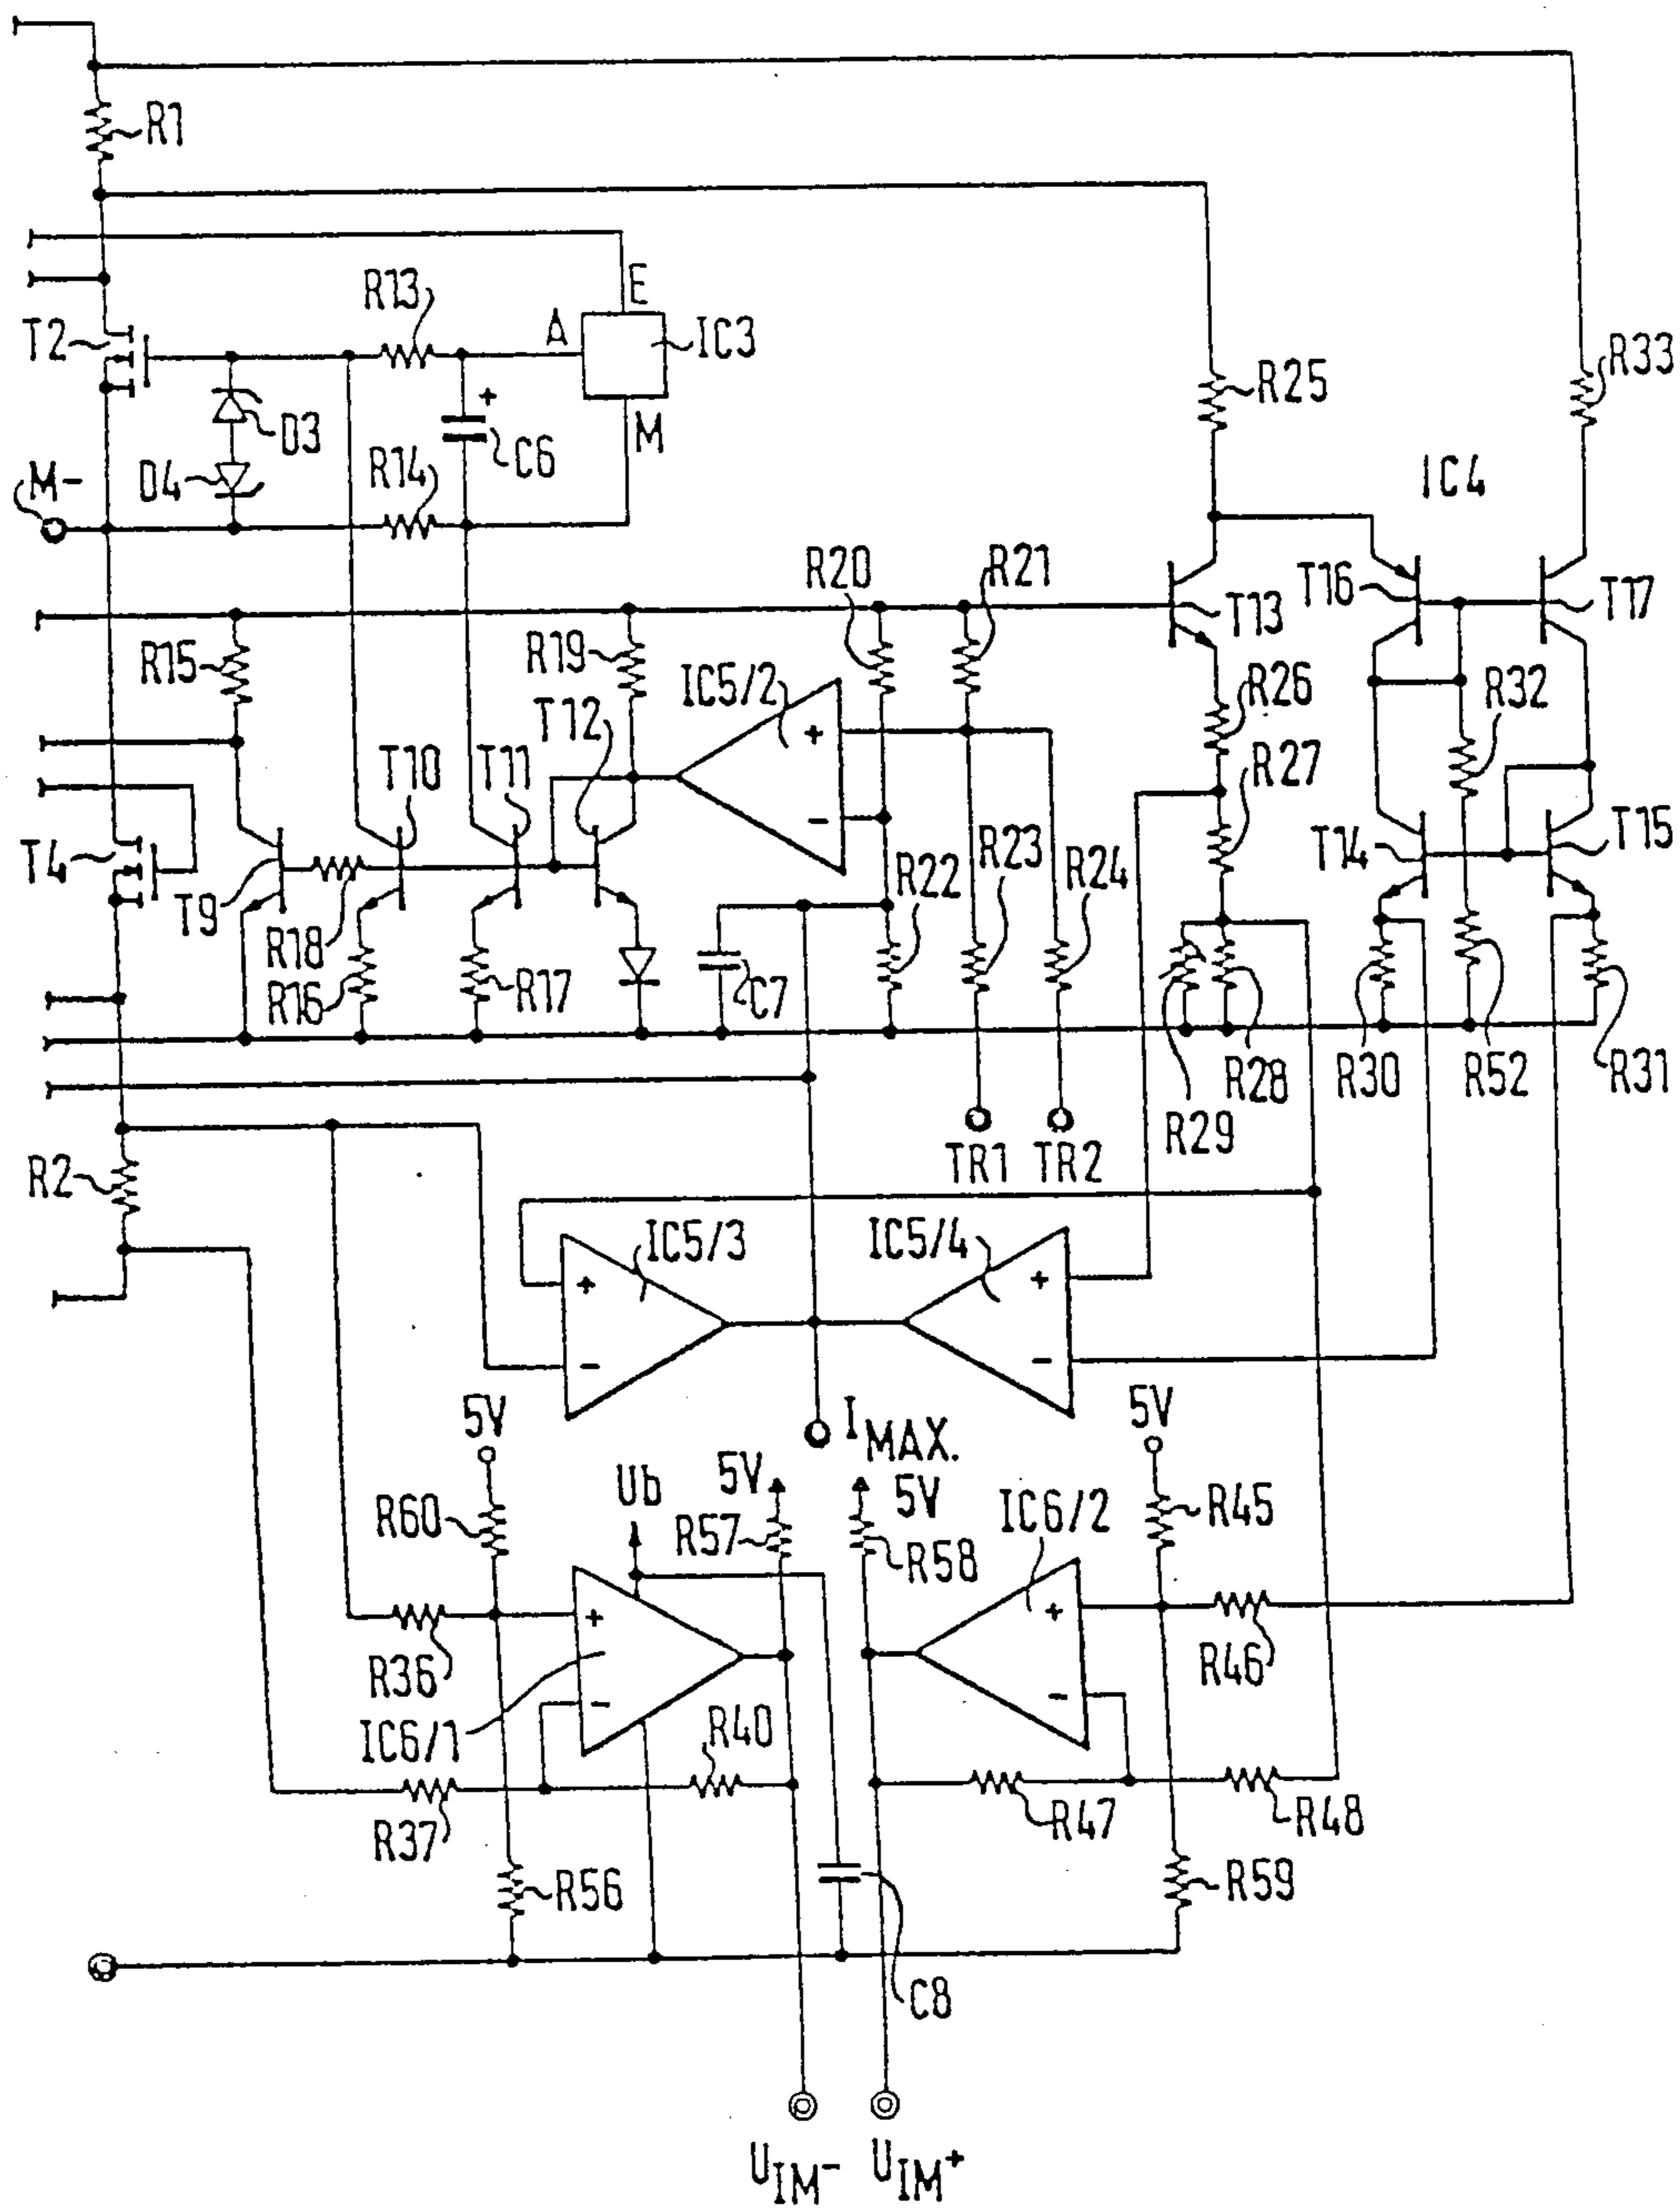 R1
E
R13
A
IC3
T2
R33
R25
+
M
D3
C6
R14
D4
IC4
M-
R20
R21
T16
T17
T13
R15
R19
IC5/2
R26
R32
T12
+
R27
T10
T11
-
T14
T15
T4
R23
R24
R22
T9
R18
R16
R17
C7
R30
R52
R31
R28
R29
TR1
TR2
R2
IC5/3
IC5/4
+
+
-
-
5V
I MAX.
5V
Ub
5V
5V
R60
R57
IC6/2
R45
R58
+
+
R36
R46
-
-
IC6/1
R40
R37
R47
R48
R56
R59
C8
UIM-
UIM+